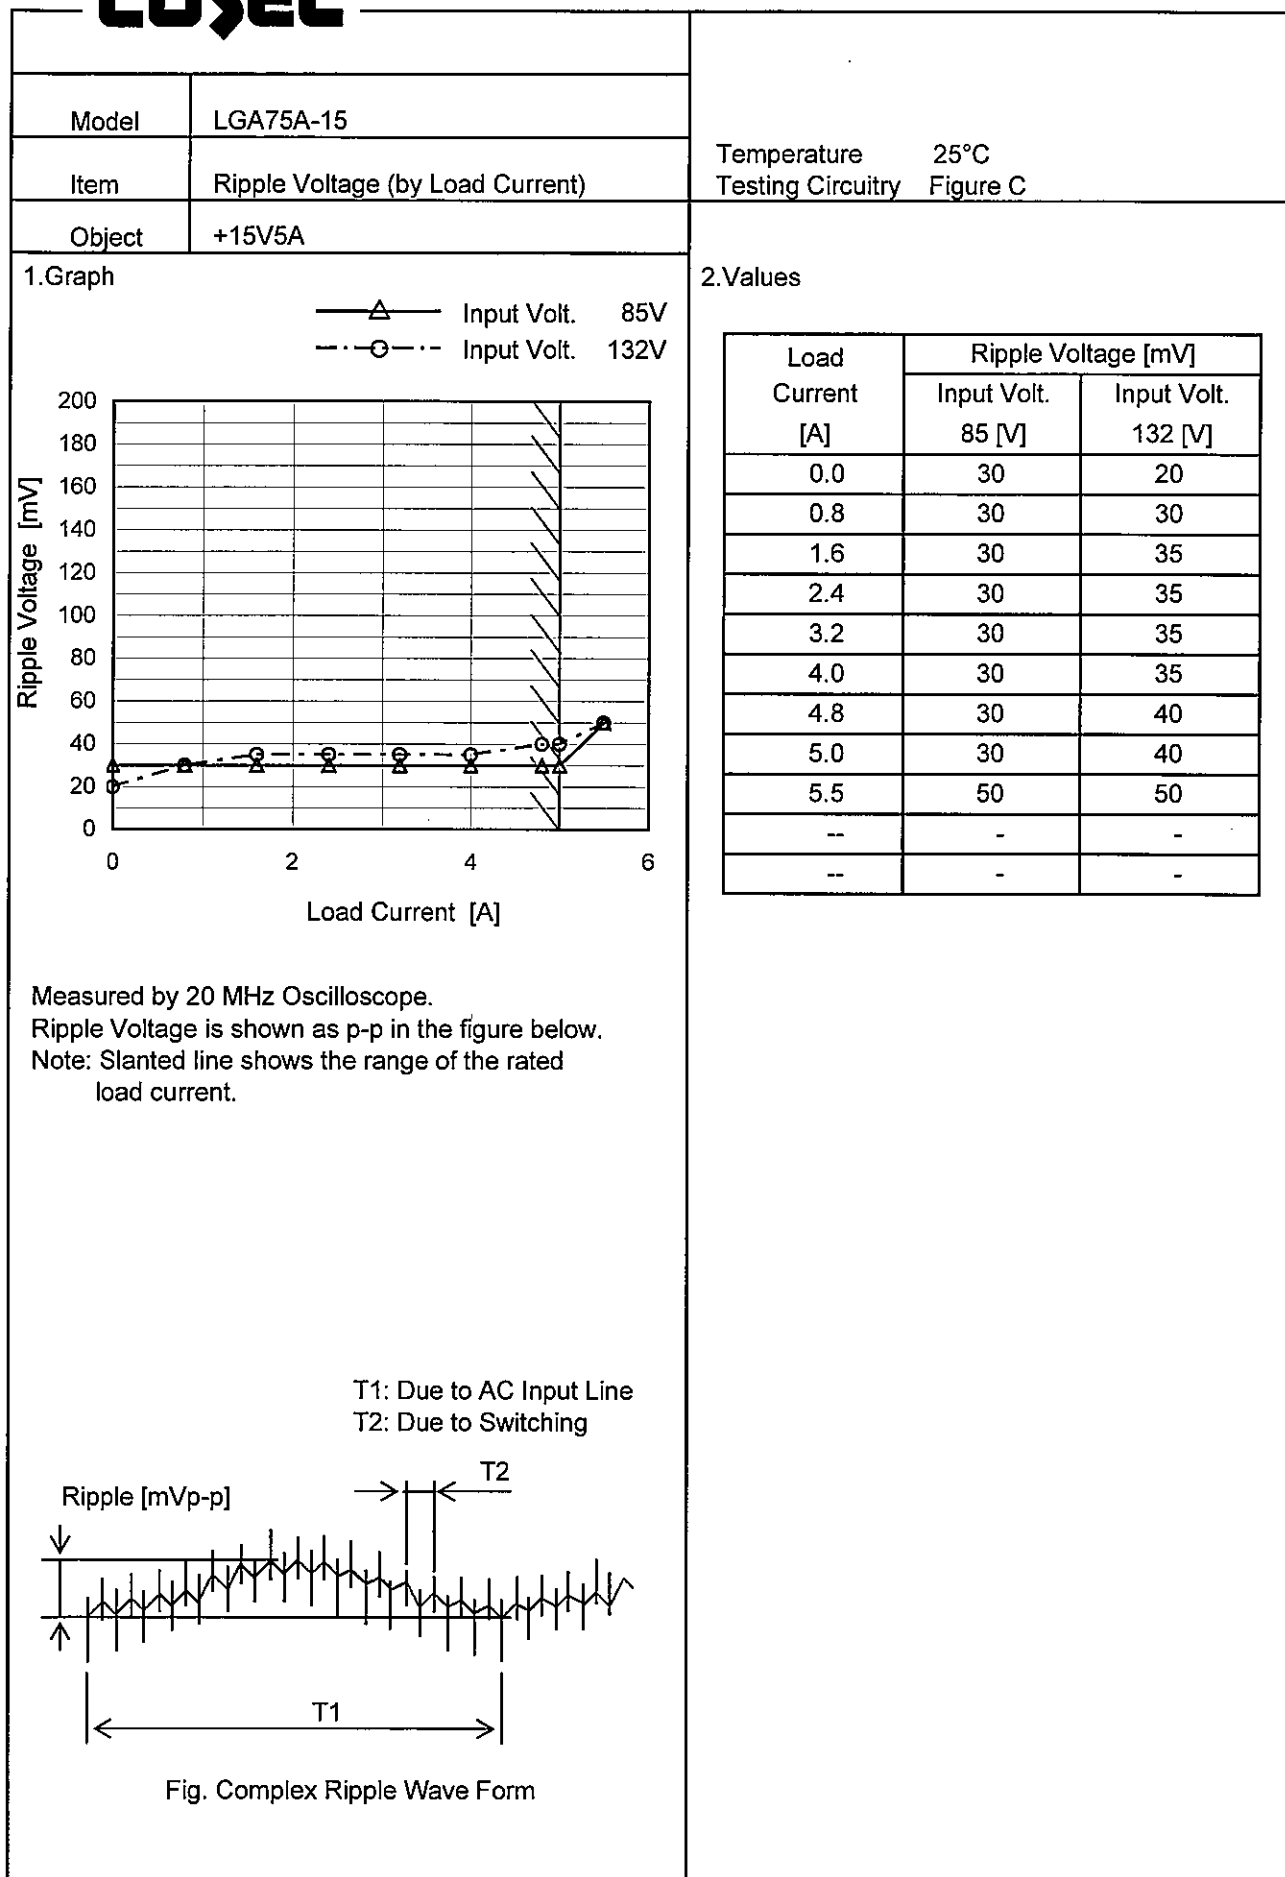 COSEL
Model LGA75A-15
Item Ripple Voltage (by Load Current)
Object +15V5A
Temperature 25°C
Testing Circuitry Figure C
1.Graph
Input Volt. 85V
Input Volt. 132V
200
180
160
140
120
100
80
60
40
20
0
Ripple Voltage [mV]
0 2 4 6
Load Current [A]
Measured by 20 MHz Oscilloscope.
Ripple Voltage is shown as p-p in the figure below.
Note: Slanted line shows the range of the rated
load current.
T1: Due to AC Input Line
T2: Due to Switching
T2
Ripple [mVp-p]
T1
Fig. Complex Ripple Wave Form
2.Values
Load Ripple Voltage [mV]
Current Input Volt. Input Volt.
[A] 85 [V] 132 [V]
0.0 30 20
0.8 30 30
1.6 30 35
2.4 30 35
3.2 30 35
4.0 30 35
4.8 30 40
5.0 30 40
5.5 50 50
-- - -
-- - -